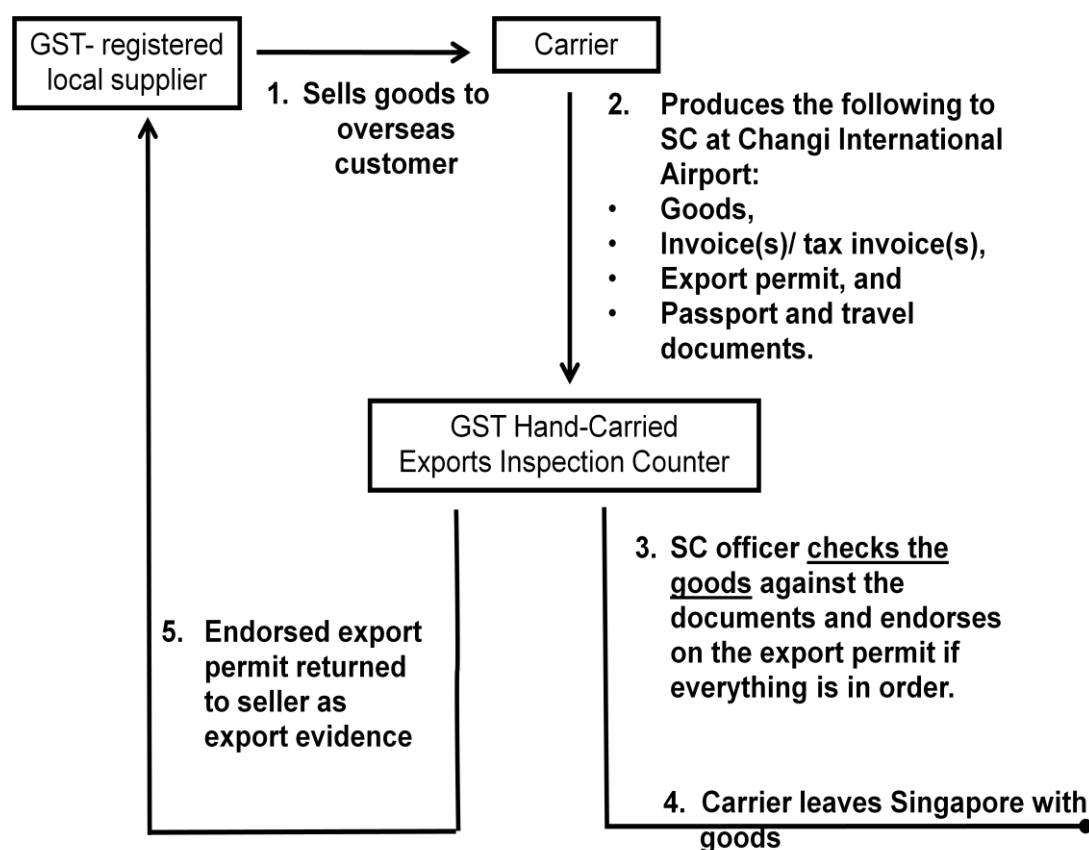 GST- registered
local supplier
Carrier
1. Sells goods to
overseas
customer
2. Produces the following to
SC at Changi International
Airport:
• Goods,
• Invoice(s)/ tax invoice(s),
• Export permit, and
• Passport and travel
documents.
GST Hand-Carried
Exports Inspection Counter
3. SC officer checks the
goods against the
documents and endorses
on the export permit if
everything is in order.
4. Carrier leaves Singapore with
goods
5. Endorsed export
permit returned
to seller as
export evidence